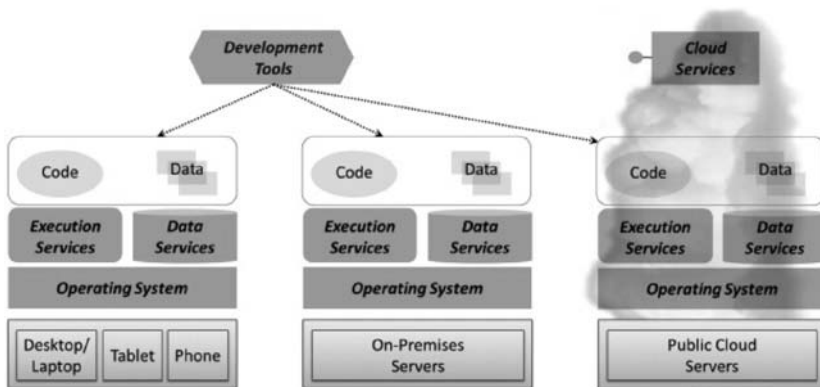 Development
Tools
Cloud
Services
Code
Data
Code
Data
Code
Data
Execution
Services
Data
Services
Execution
Services
Data
Services
Execution
Services
Data
Services
Operating System
Operating System
Operating System
Desktop/
Laptop
Tablet
Phone
On-Premises
Servers
Public Cloud
Servers